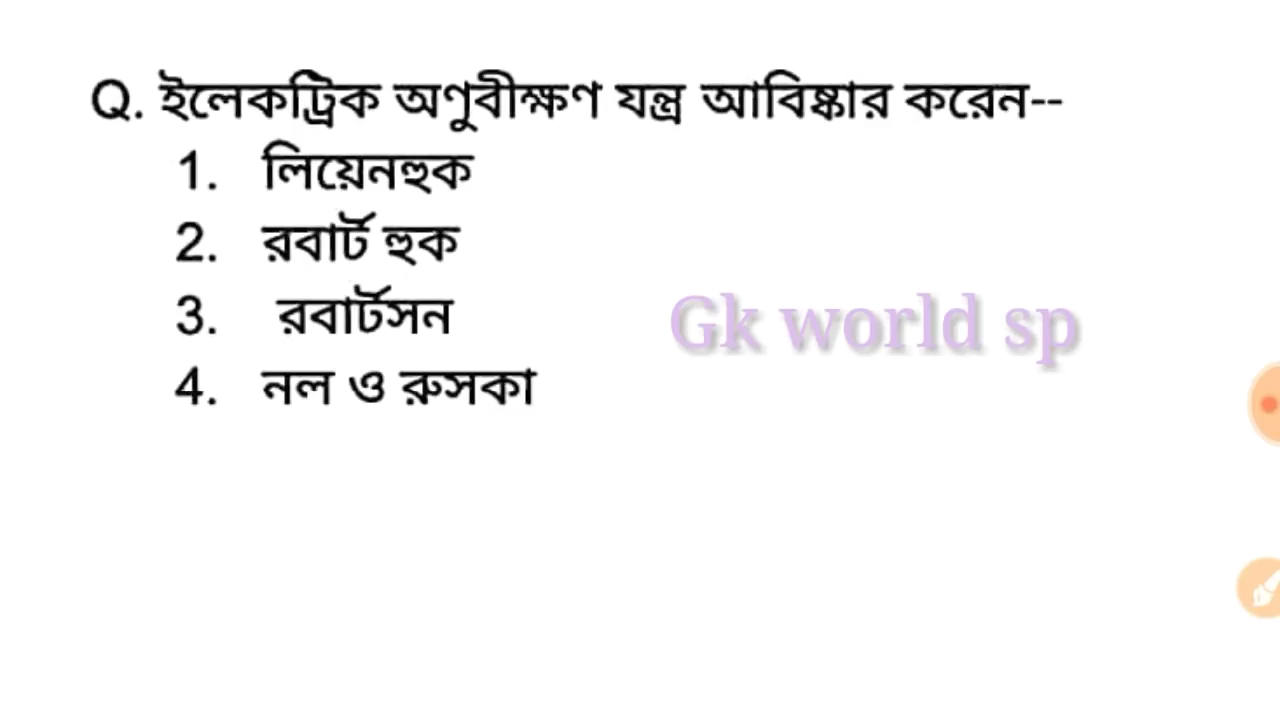 Q. ইলেকট্রিক অণুবীক্ষণ যন্ত্র আবিষ্কার করেন--
1. লিয়েনহুক
2. রবার্ট হুক
3. রবার্টসন
4. নল ও রুসকা
Gk world sp